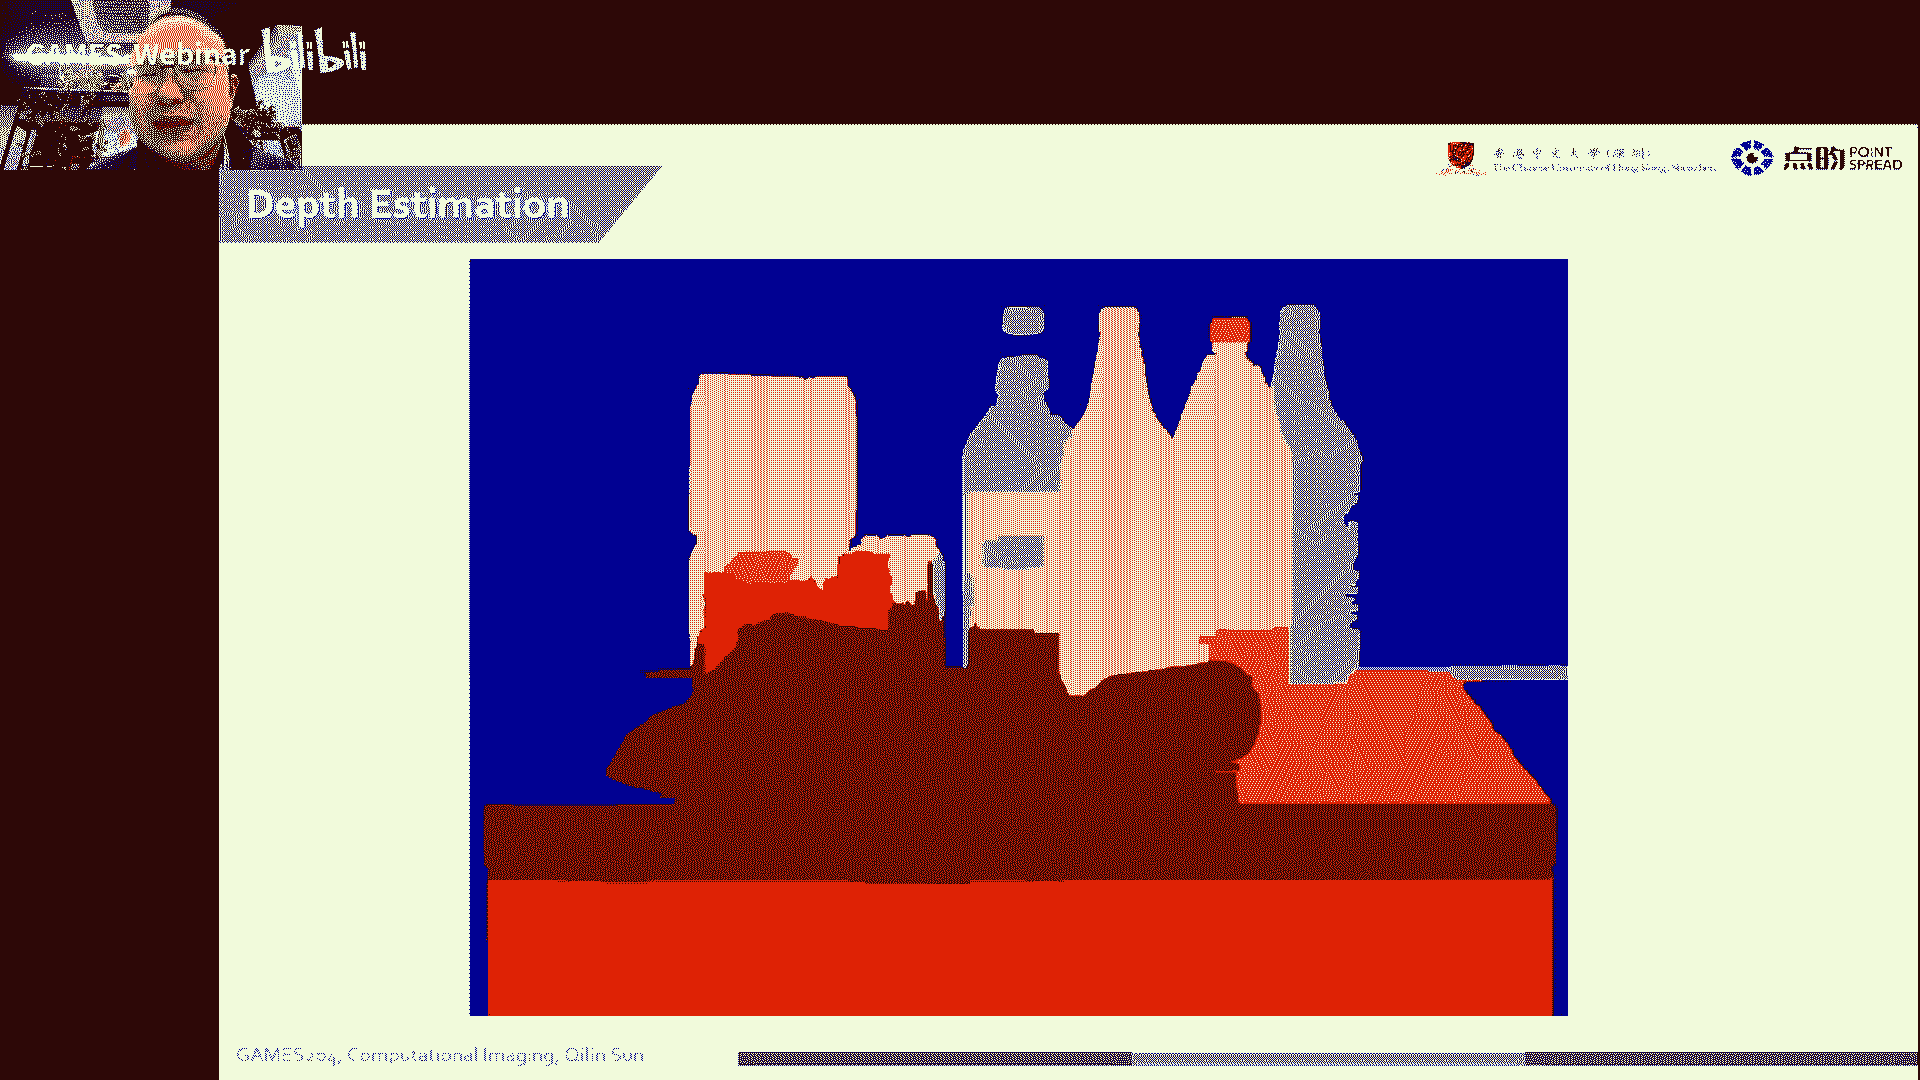 GAMES Webinar bilibili
香港中文大学(深圳)
The Chinese University of Hong Kong, Shenzhen
点昀 POINT SPREAD
Depth Estimation
GAMES204, Computational Imaging, Qilin Sun